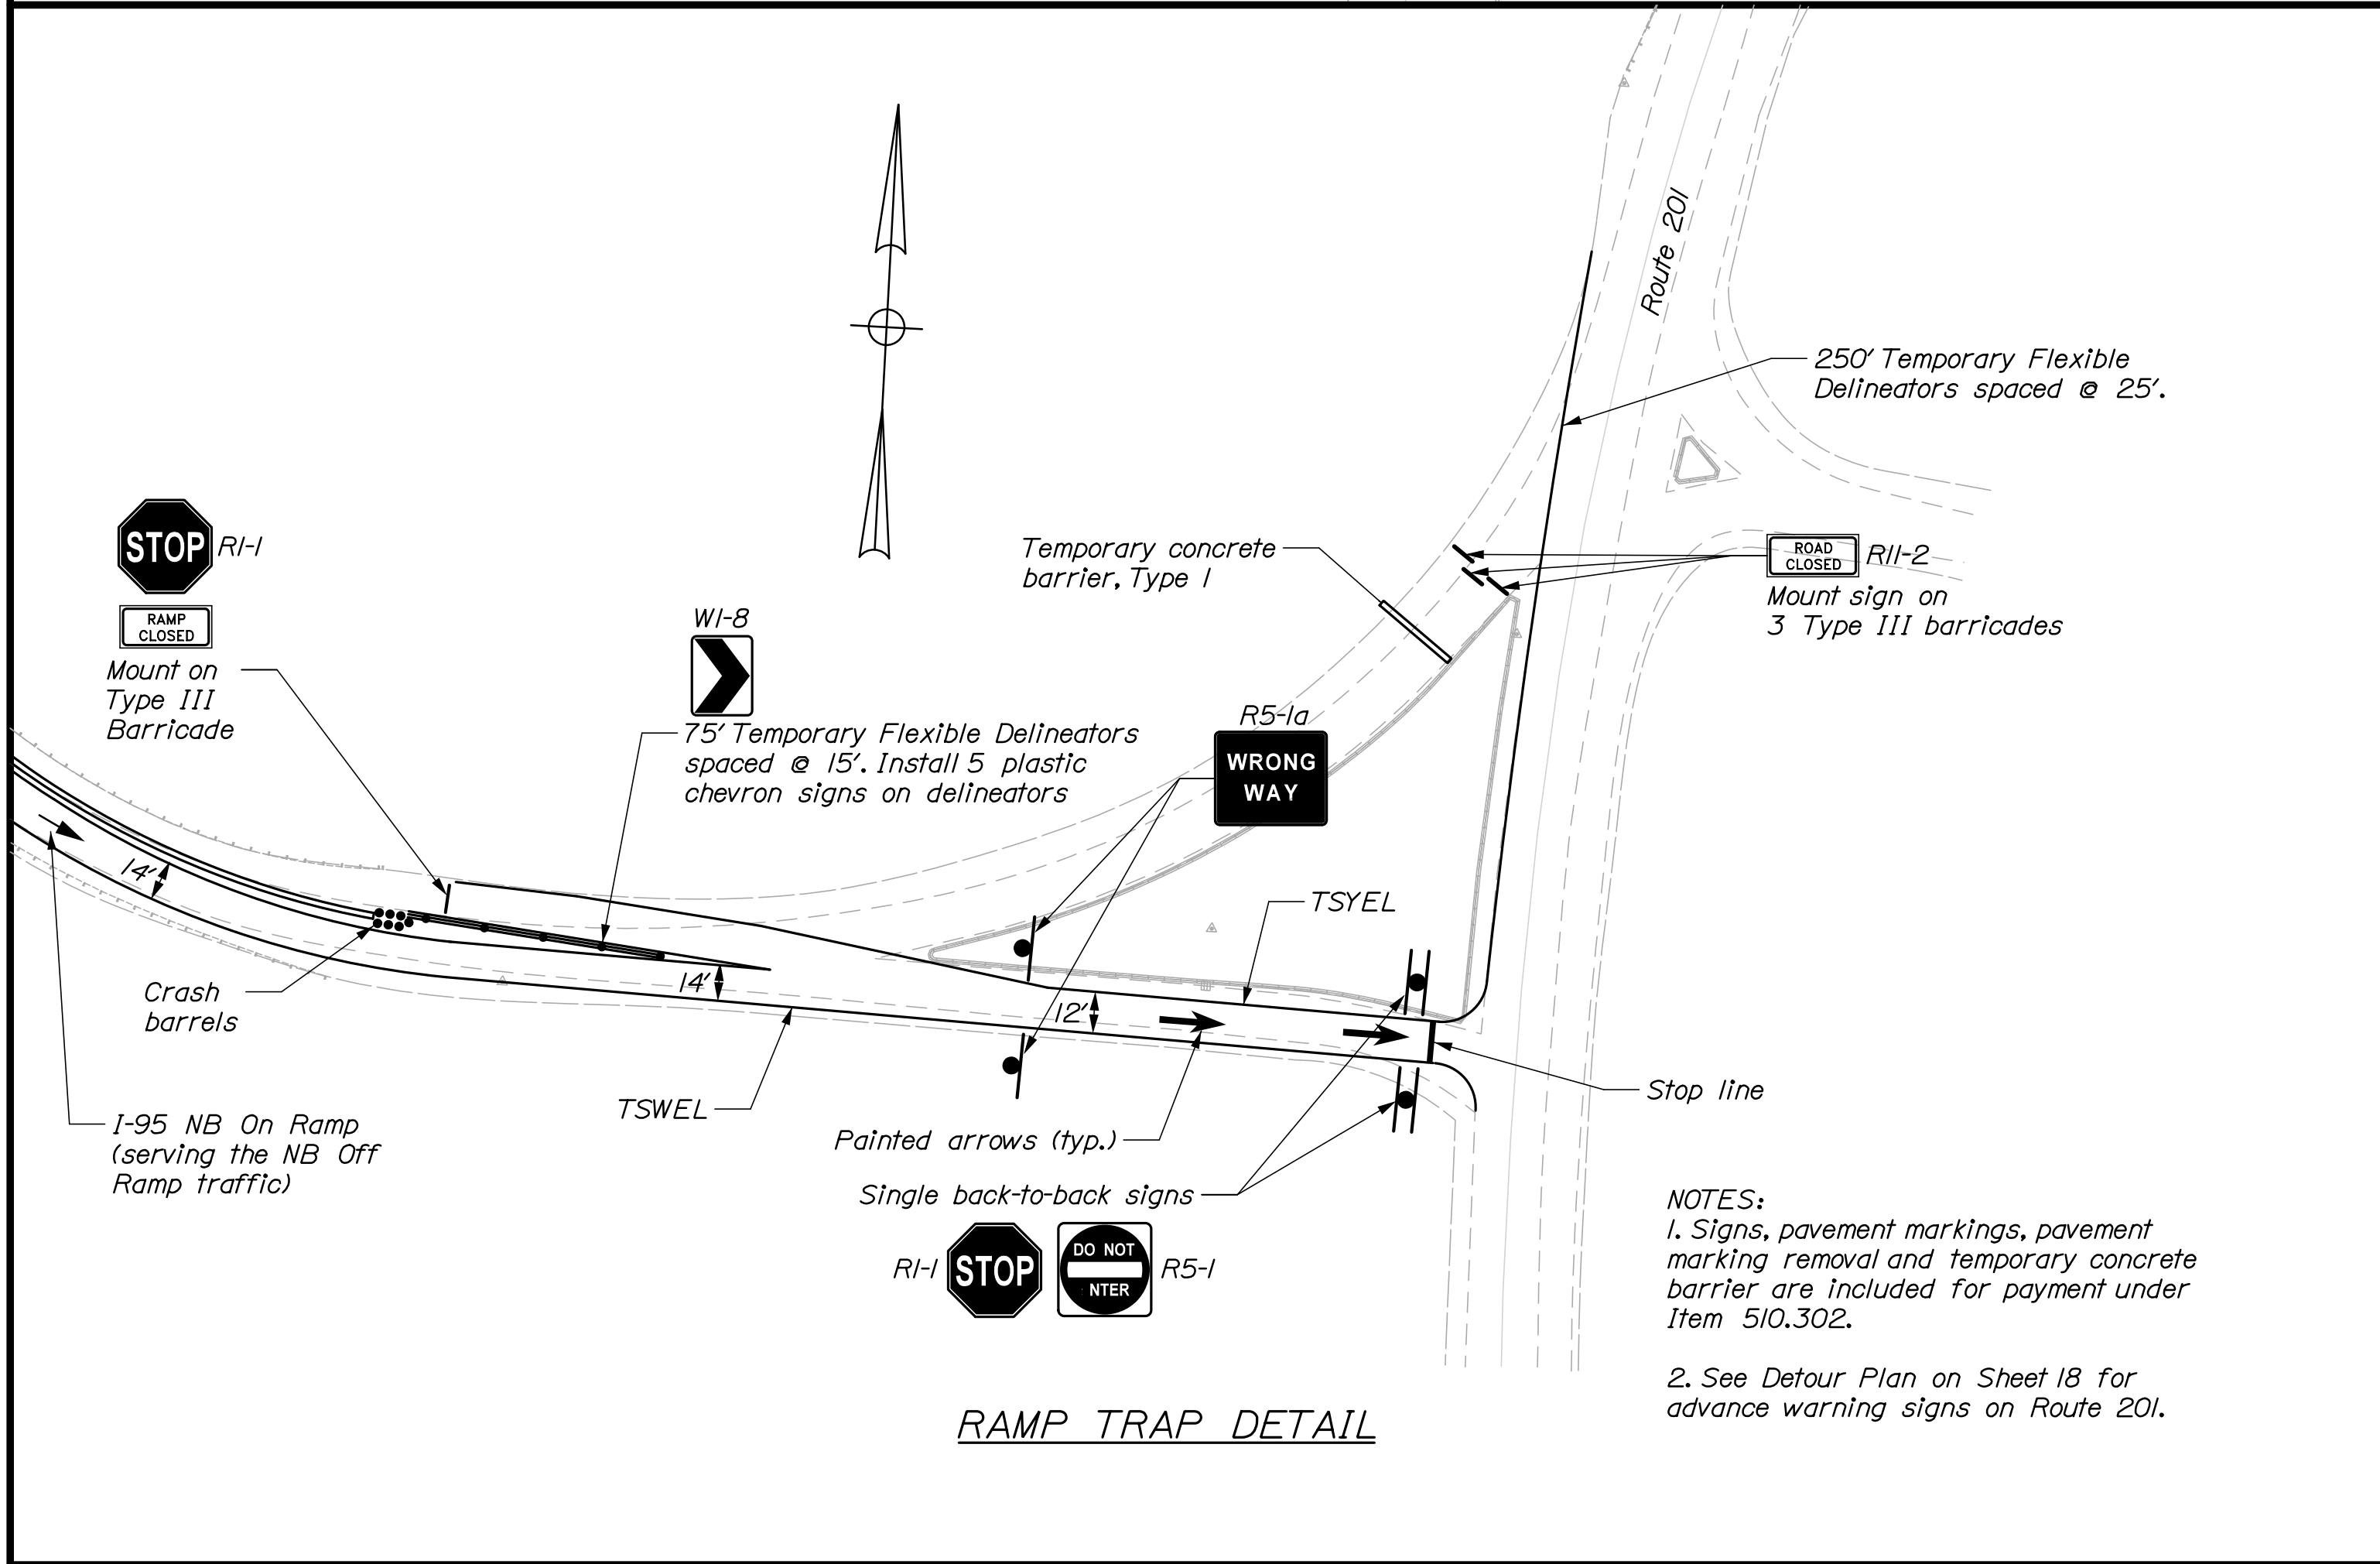 Route 201
250' Temporary Flexible
Delineators spaced @ 25'.
STOP R1-1
RAMP
CLOSED
Mount on
Type III
Barricade
W1-8
75' Temporary Flexible Delineators
spaced @ 15'. Install 5 plastic
chevron signs on delineators
Temporary concrete
barrier, Type 1
ROAD
CLOSED
R11-2
Mount sign on
3 Type III barricades
R5-1a
WRONG
WAY
14'
TSYEL
14'
12'
Crash
barrels
TSWEL
I-95 NB On Ramp
(serving the NB Off
Ramp traffic)
Painted arrows (typ.)
Stop line
Single back-to-back signs
R1-1 STOP
DO NOT
NTER
R5-1
NOTES:
1. Signs, pavement markings, pavement
marking removal and temporary concrete
barrier are included for payment under
Item 510.302.
2. See Detour Plan on Sheet 18 for
advance warning signs on Route 201.
RAMP TRAP DETAIL